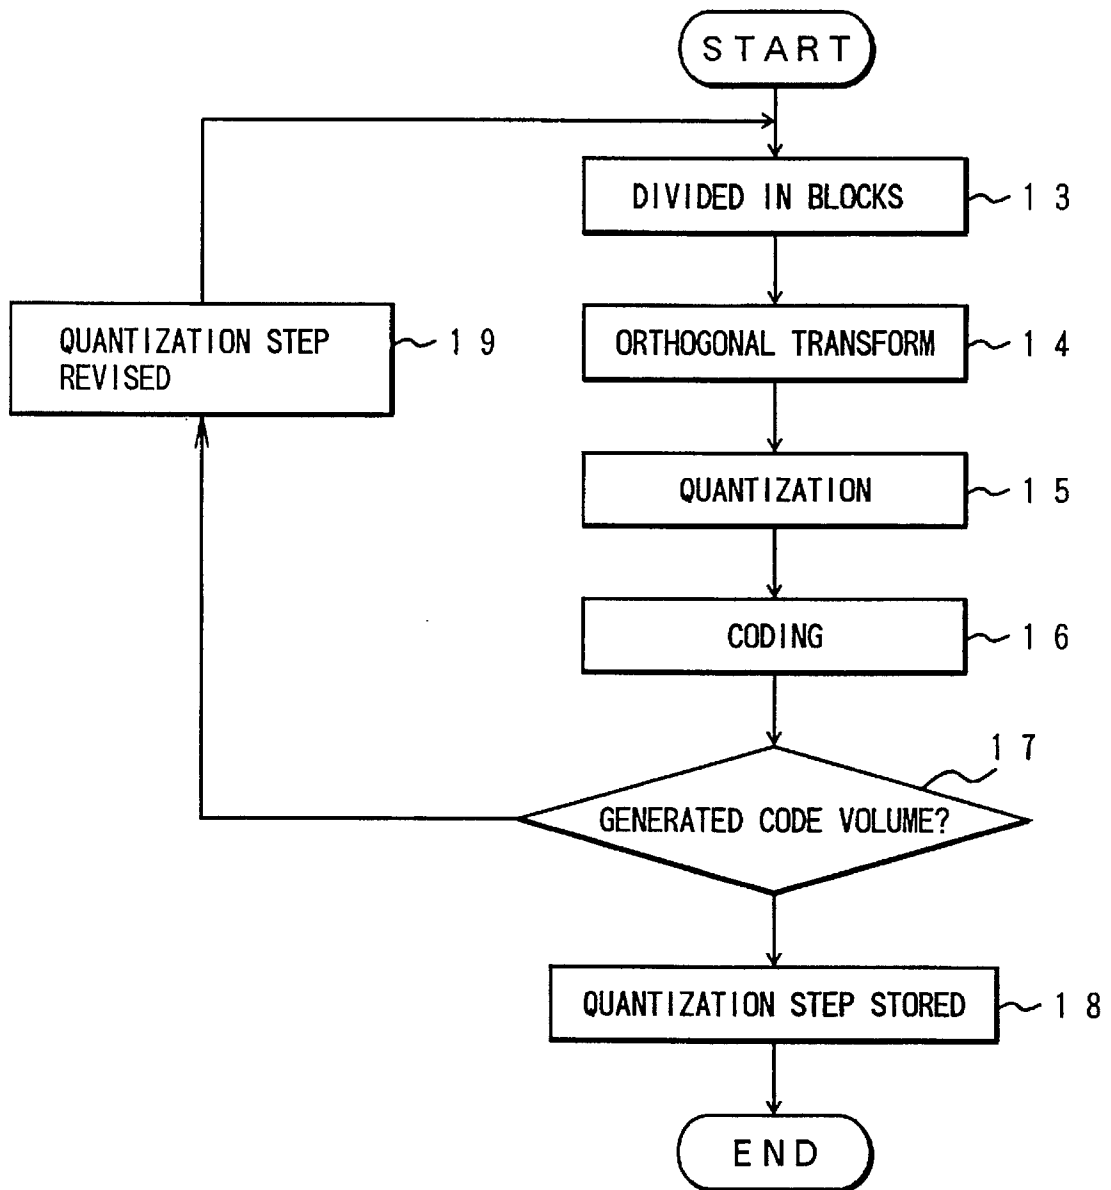 START
DIVIDED IN BLOCKS
13
ORTHOGONAL TRANSFORM
14
QUANTIZATION STEP
REVISED
19
QUANTIZATION
15
CODING
16
17
GENERATED CODE VOLUME?
QUANTIZATION STEP STORED
18
END